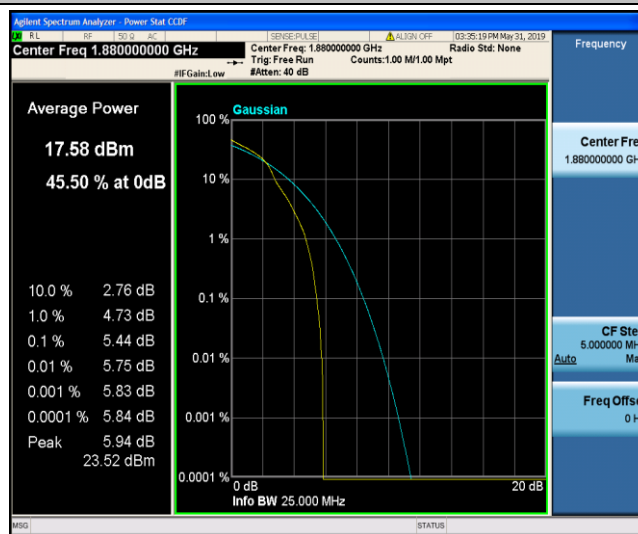 Agilent Spectrum Analyzer - Power Stat CCDF
RL RF 50 Ω AC SENSE:PULSE ALIGN OFF 03:35:19 PM May 31, 2019
Center Freq 1.880000000 GHz
Center Freq: 1.880000000 GHz Radio Std: None
Trig: Free Run Counts:1.00 M/1.00 Mpt
#IFGain:Low #Atten: 40 dB
Frequency
Center Fre
1.880000000 GH
CF Ste
5.000000 MH
Auto Ma
Freq Offs
0 H
Average Power
17.58 dBm
45.50 % at 0dB
10.0 % 2.76 dB
1.0 % 4.73 dB
0.1 % 5.44 dB
0.01 % 5.75 dB
0.001 % 5.83 dB
0.0001 % 5.84 dB
Peak 5.94 dB
23.52 dBm
Gaussian
100 %
10 %
1 %
0.1 %
0.01 %
0.001 %
0.0001 %
0 dB 20 dB
Info BW 25.000 MHz
MSG STATUS